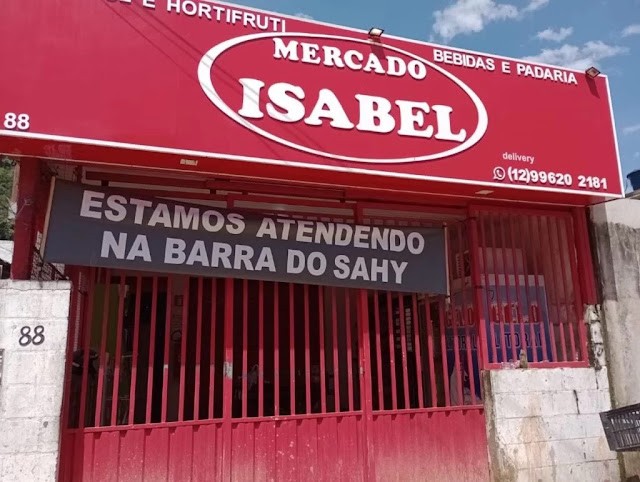 E HORTIFRUTI
MERCADO
ISABEL
BEBIDAS E PADARIA
88
delivery
(12)99620 2181
ESTAMOS ATENDENDO
NA BARRA DO SAHY
88